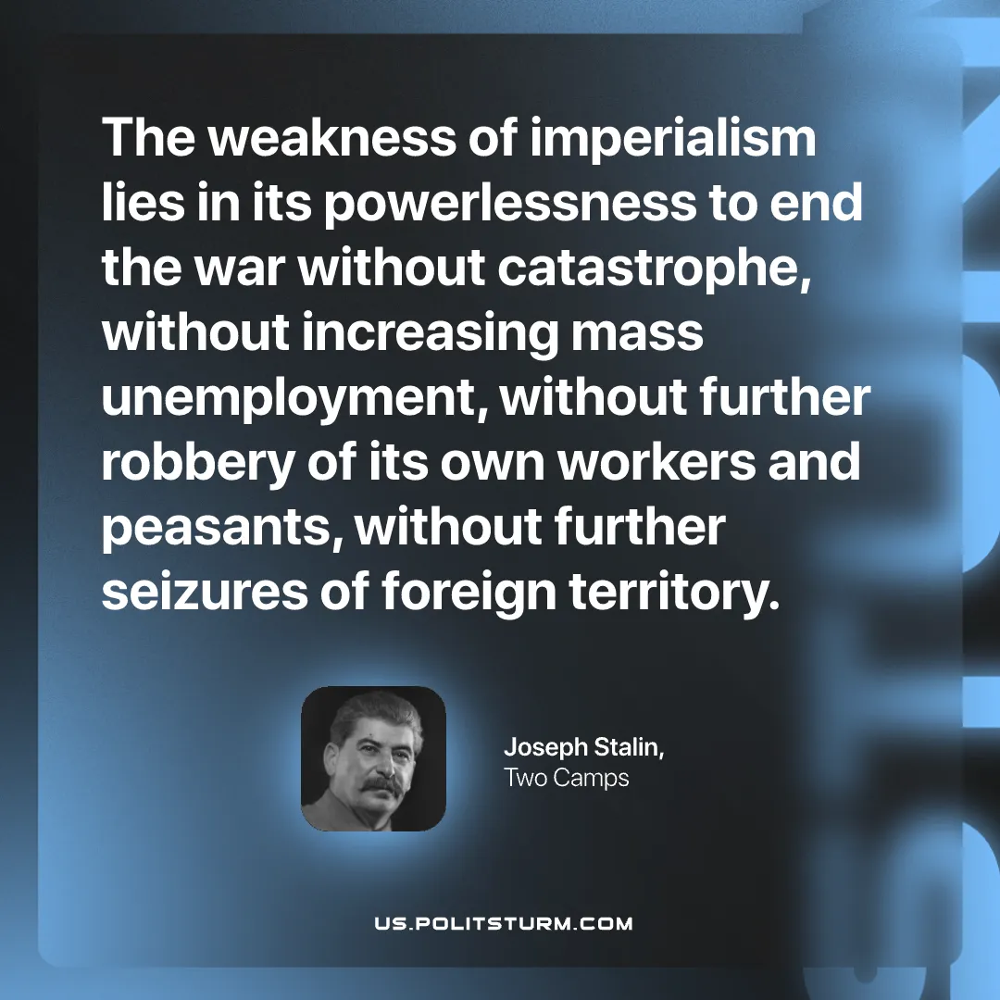 The weakness of imperialism
lies in its powerlessness to end
the war without catastrophe,
without increasing mass
unemployment, without further
robbery of its own workers and
peasants, without further
seizures of foreign territory.
Joseph Stalin,
Two Camps
US.POLITSTURM.COM